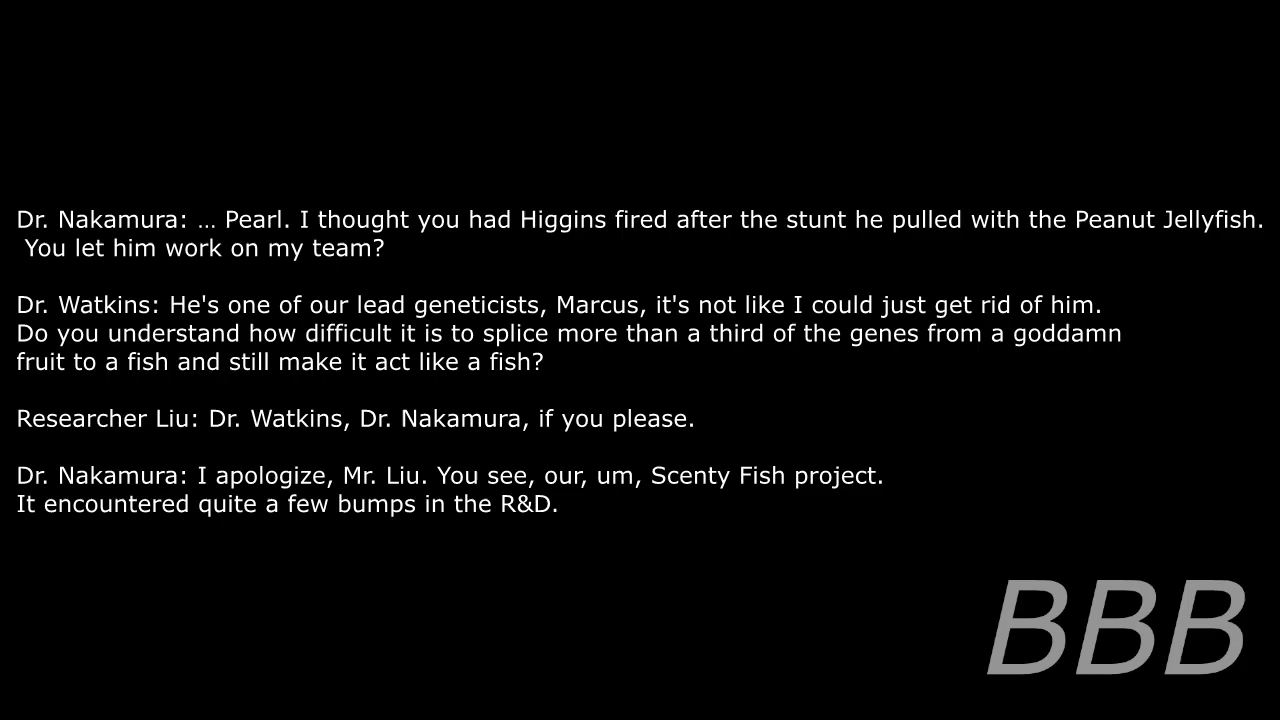 Dr. Nakamura: … Pearl. I thought you had Higgins fired after the stunt he pulled with the Peanut Jellyfish.
You let him work on my team?
Dr. Watkins: He's one of our lead geneticists, Marcus, it's not like I could just get rid of him.
Do you understand how difficult it is to splice more than a third of the genes from a goddamn
fruit to a fish and still make it act like a fish?
Researcher Liu: Dr. Watkins, Dr. Nakamura, if you please.
Dr. Nakamura: I apologize, Mr. Liu. You see, our, um, Scenty Fish project.
It encountered quite a few bumps in the R&D.
BBB